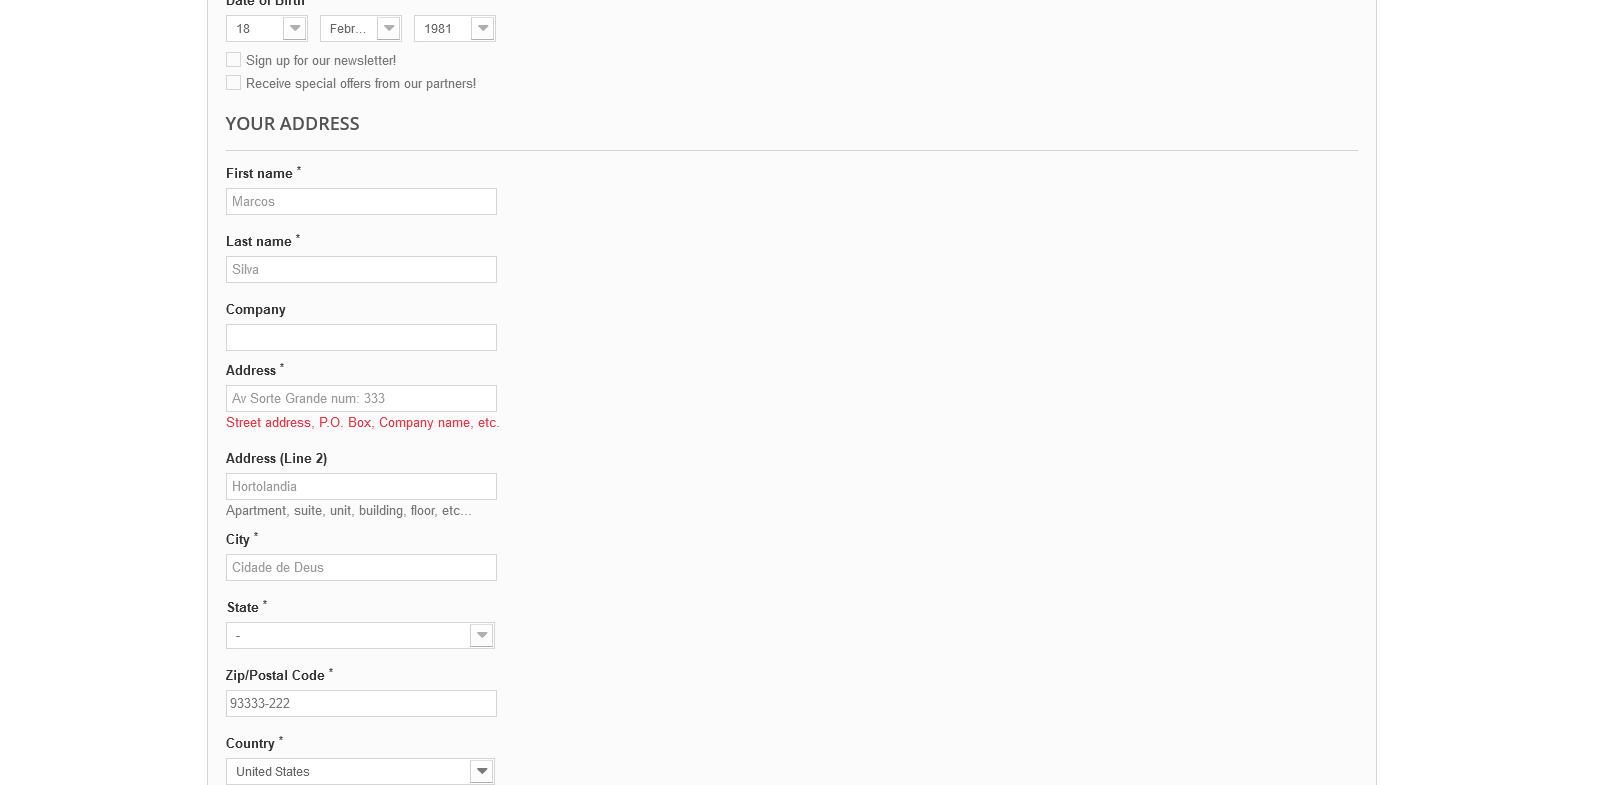 Date of Birth
18 Febr... 1981
Sign up for our newsletter!
Receive special offers from our partners!
YOUR ADDRESS
First name *
Marcos
Last name *
Silva
Company
Address *
Av Sorte Grande num: 333
Street address, P.O. Box, Company name, etc.
Address (Line 2)
Hortolandia
Apartment, suite, unit, building, floor, etc...
City *
Cidade de Deus
State *
-
Zip/Postal Code *
93333-222
Country *
United States